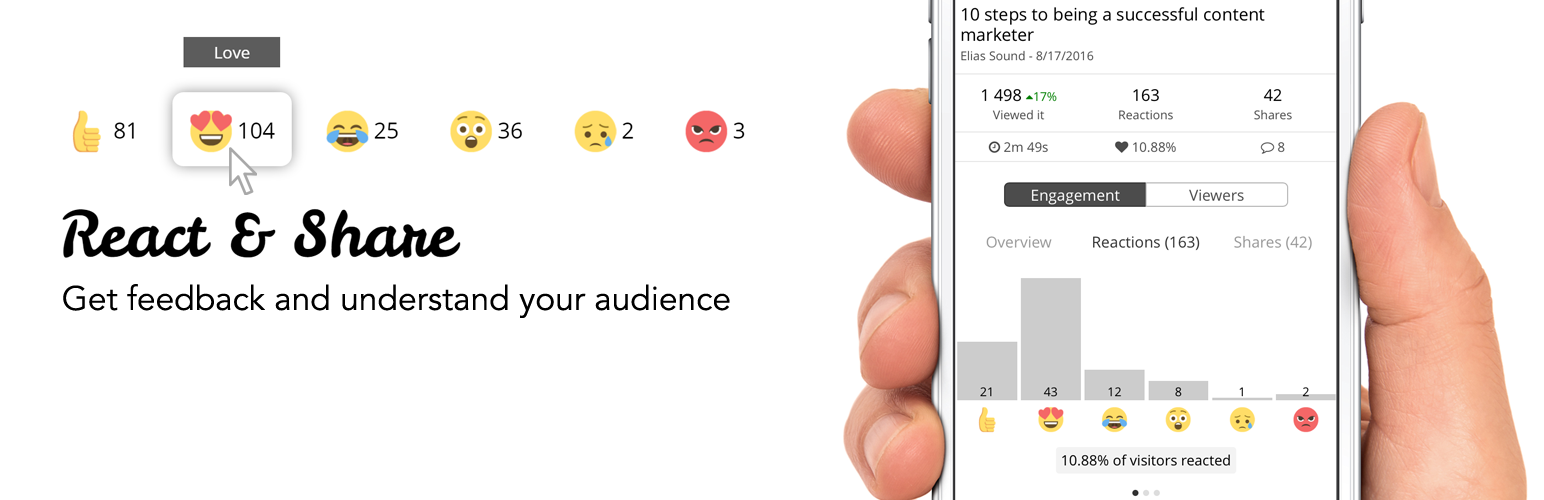 Love
81 104 25 36 2 3
React & Share
Get feedback and understand your audience
10 steps to being a successful content
marketer
Elias Sound - 8/17/2016
1 498 17% 163 42
Viewed it Reactions Shares
2m 49s 10.88% 8
Engagement Viewers
Overview Reactions (163) Shares (42)
21 43 12 8 1 2
10.88% of visitors reacted